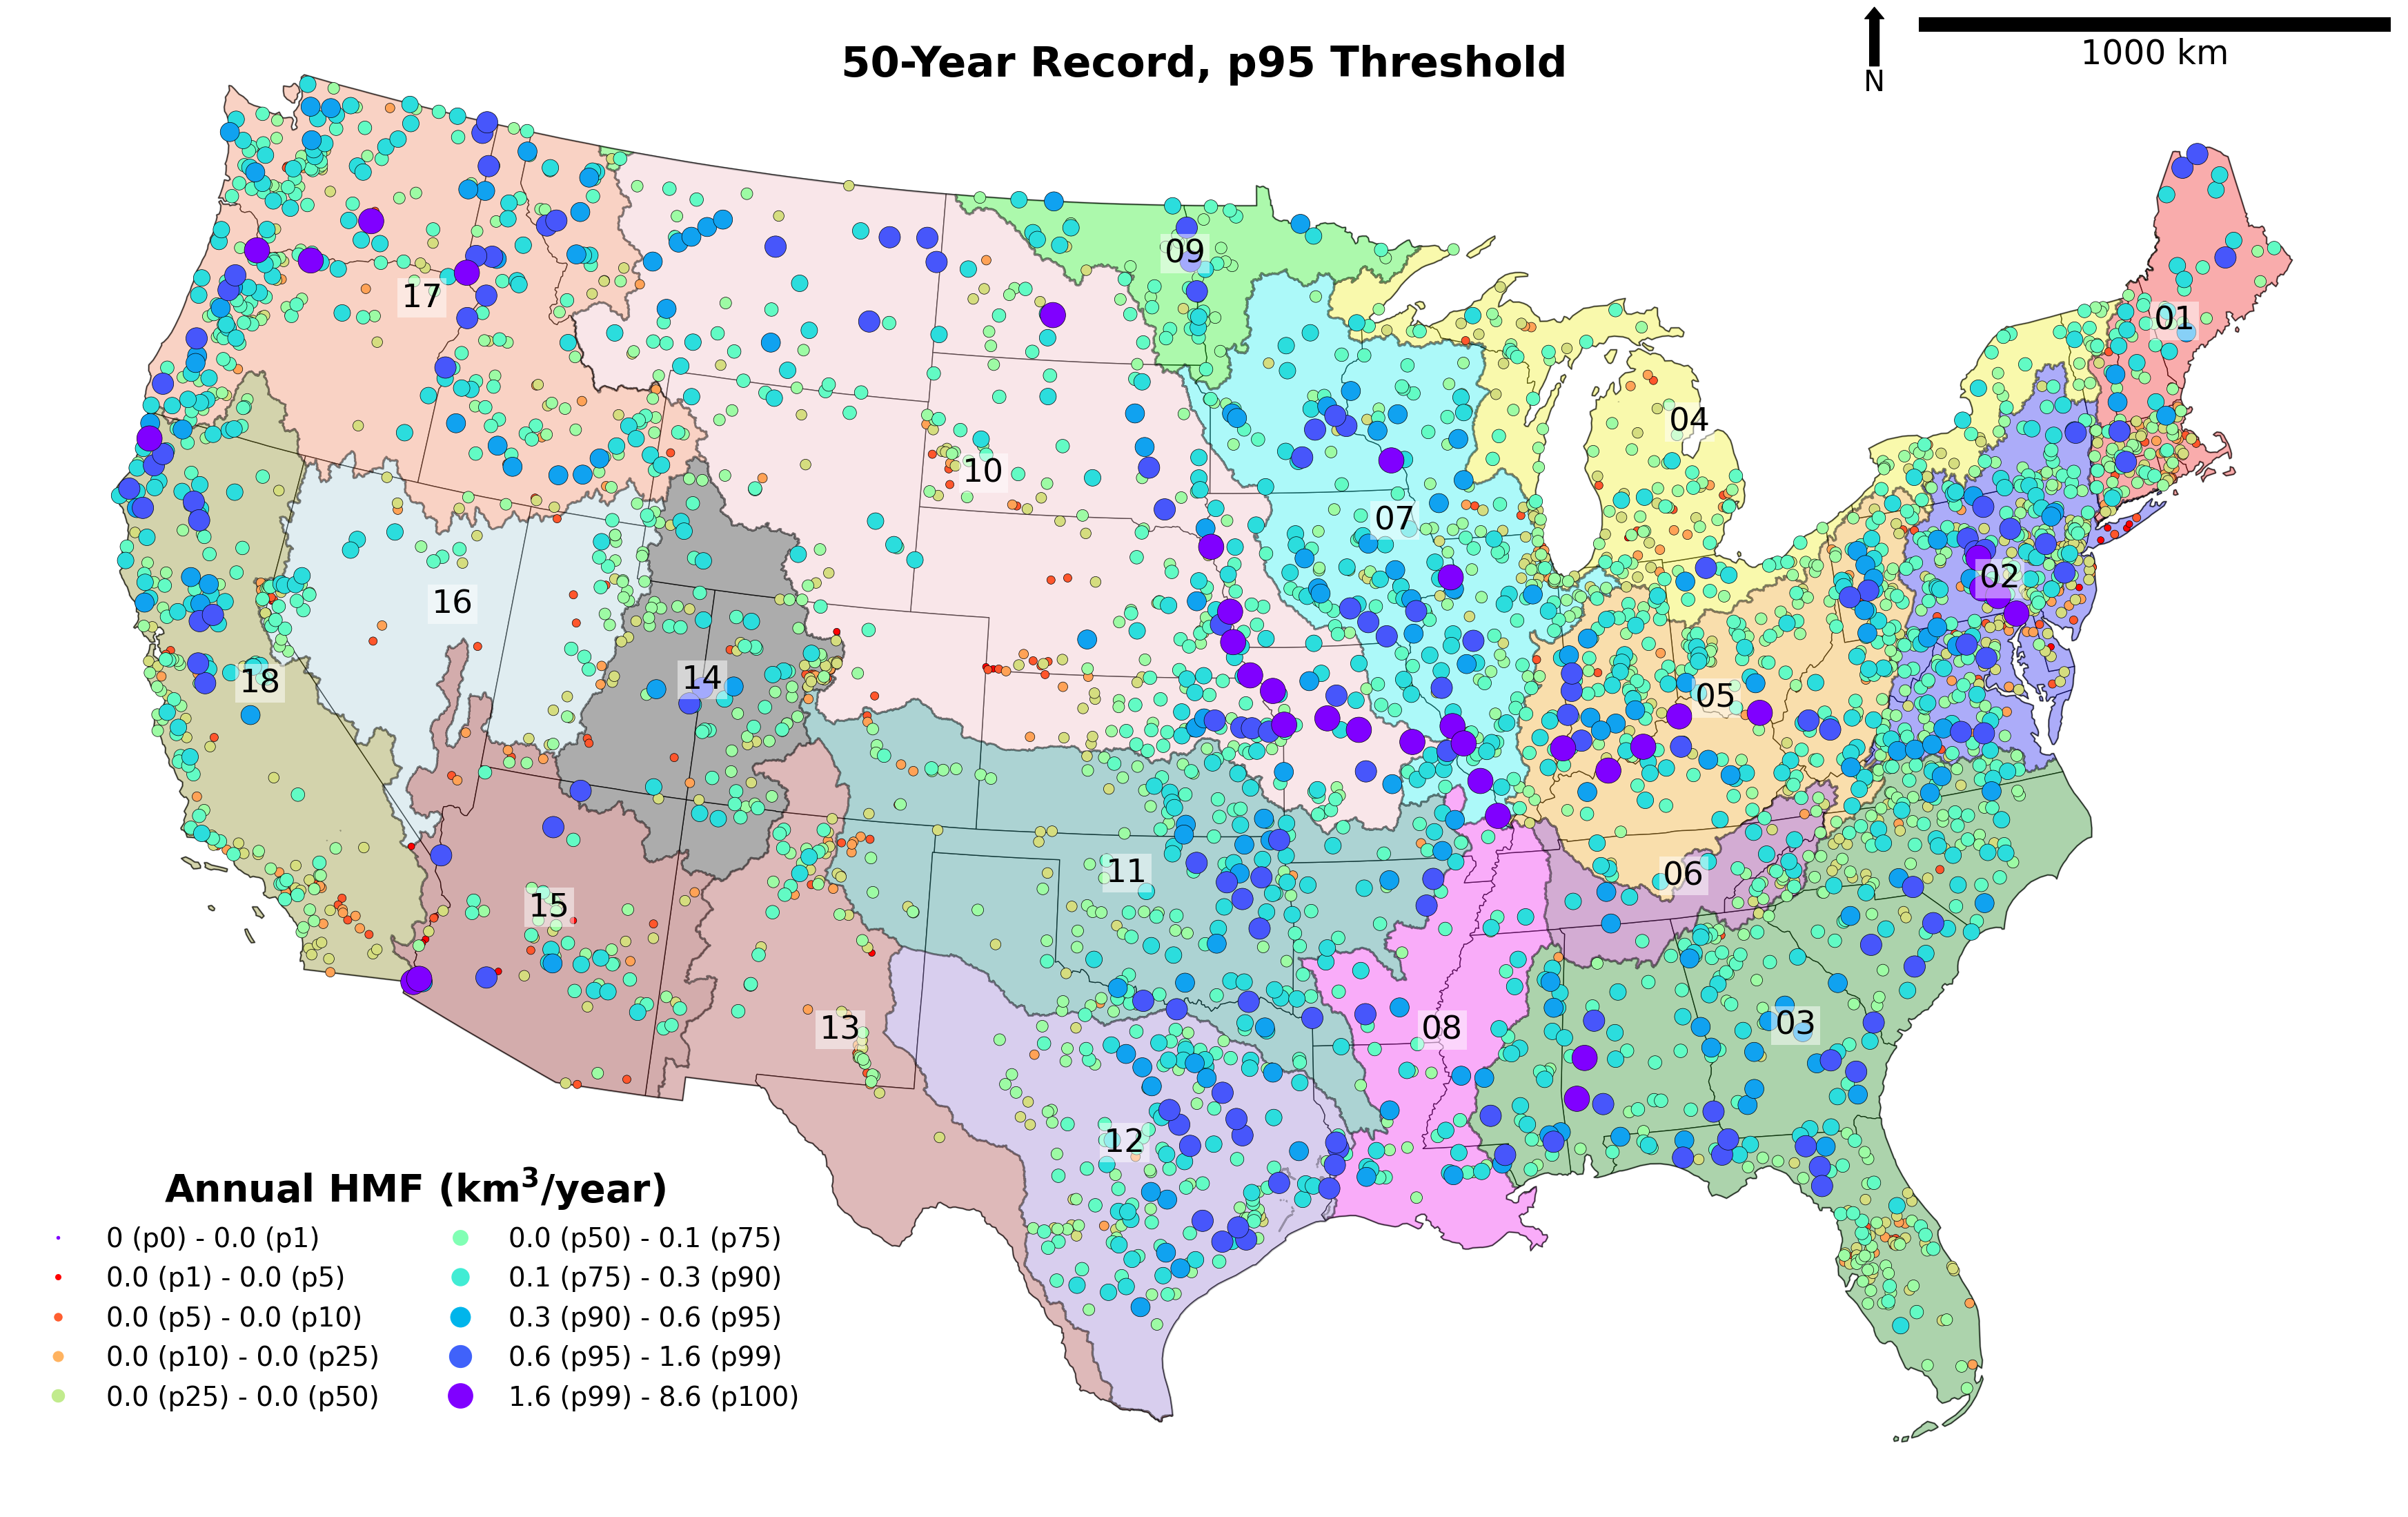 50-Year Record, p95 Threshold
N
1000 km
01
02
03
04
05
06
07
08
09
10
11
12
13
14
15
16
17
18
Annual HMF (km³/year)
0 (p0) - 0.0 (p1)
0.0 (p1) - 0.0 (p5)
0.0 (p5) - 0.0 (p10)
0.0 (p10) - 0.0 (p25)
0.0 (p25) - 0.0 (p50)
0.0 (p50) - 0.1 (p75)
0.1 (p75) - 0.3 (p90)
0.3 (p90) - 0.6 (p95)
0.6 (p95) - 1.6 (p99)
1.6 (p99) - 8.6 (p100)